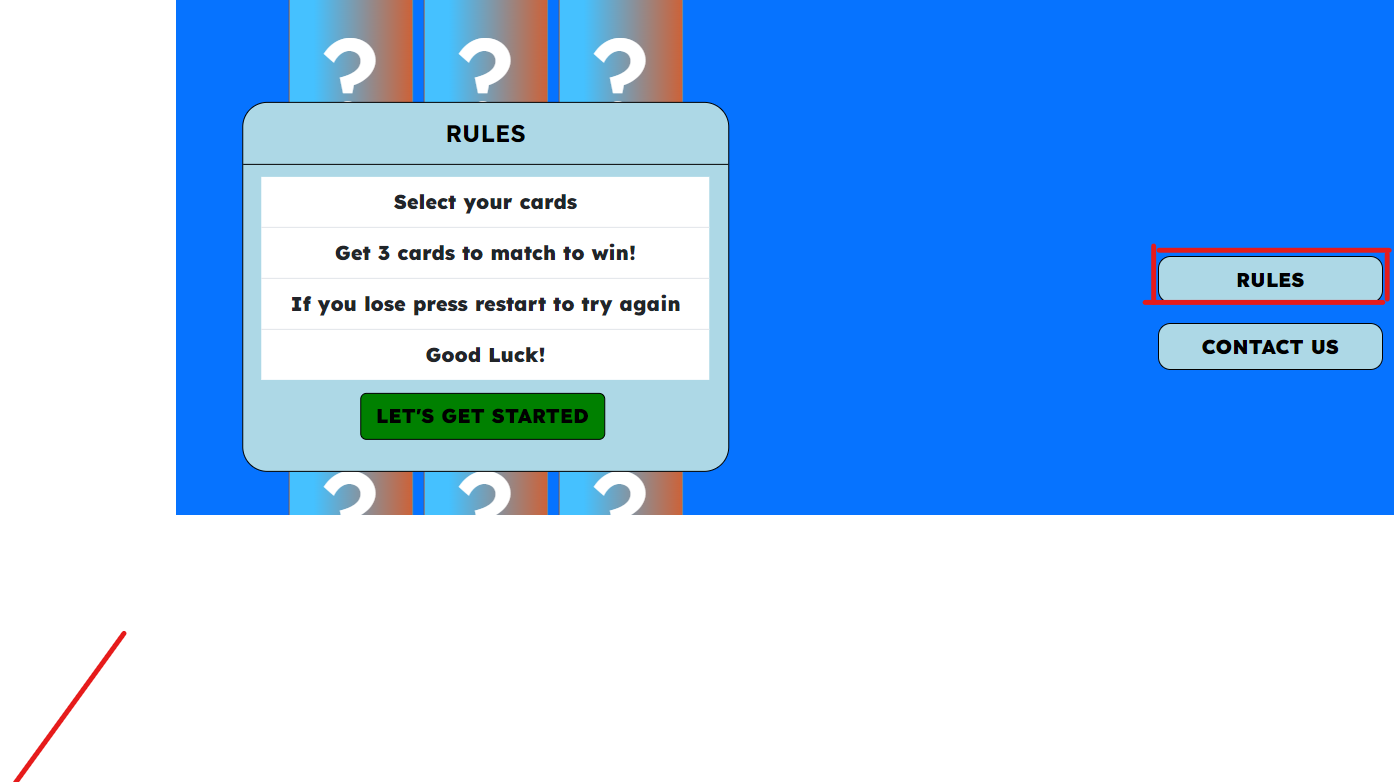 ? ? ?
RULES
Select your cards
Get 3 cards to match to win!
If you lose press restart to try again
Good Luck!
LET'S GET STARTED
? ? ?
RULES
CONTACT US